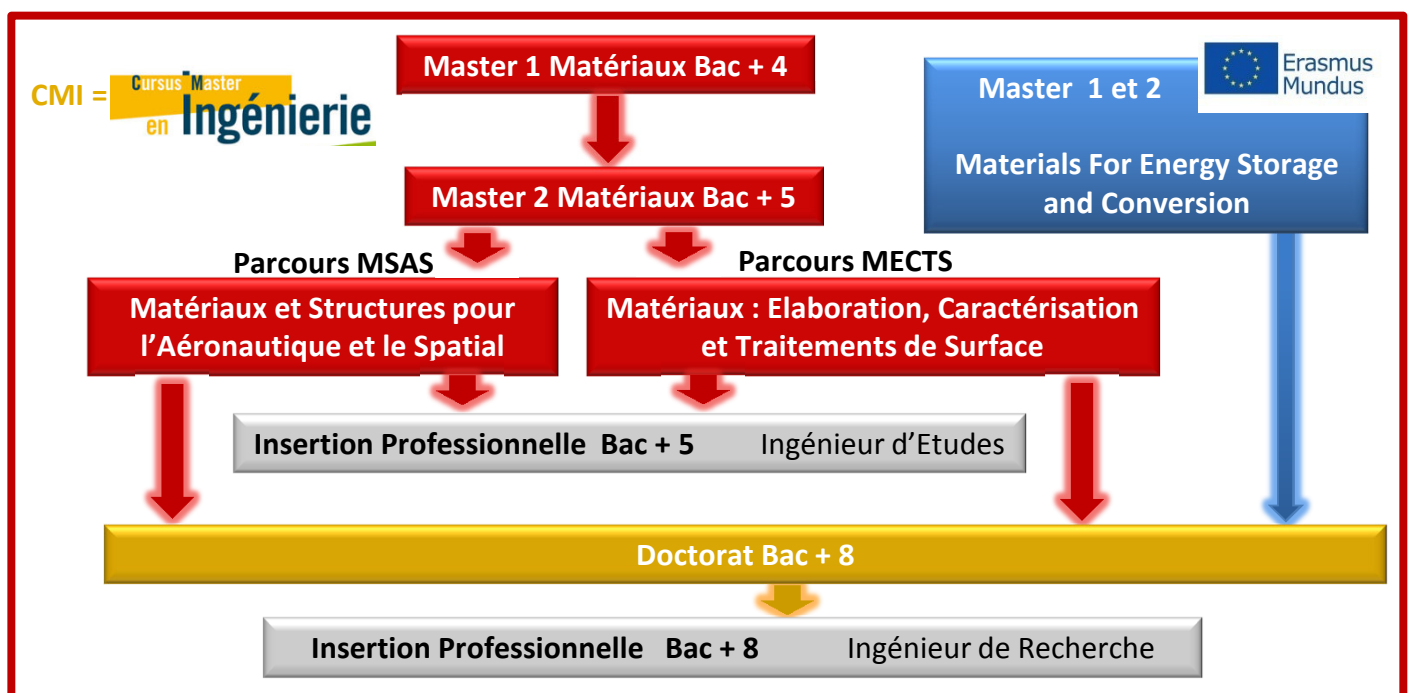 CMI =
Cursus Master
en Ingénierie
Master 1 Matériaux Bac + 4
Master 1 et 2
Erasmus
Mundus
Materials For Energy Storage
and Conversion
Master 2 Matériaux Bac + 5
Parcours MSAS
Parcours MECTS
Matériaux et Structures pour
l’Aéronautique et le Spatial
Matériaux : Elaboration, Caractérisation
et Traitements de Surface
Insertion Professionnelle Bac + 5 Ingénieur d’Etudes
Doctorat Bac + 8
Insertion Professionnelle Bac + 8 Ingénieur de Recherche